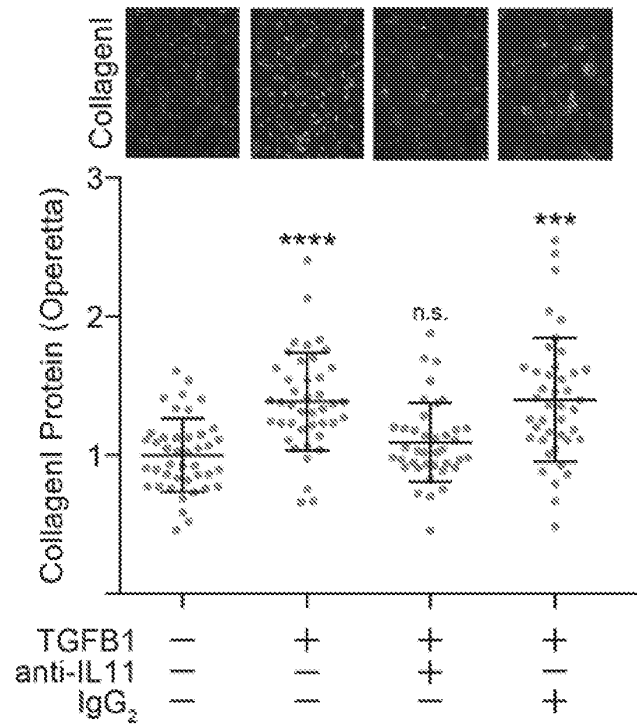 CollagenI
CollagenI Protein (Operetta)
3
2
1
****
n.s.
***
TGFB1 — + + +
anti-IL11 — — + —
IgG₂ — — — +